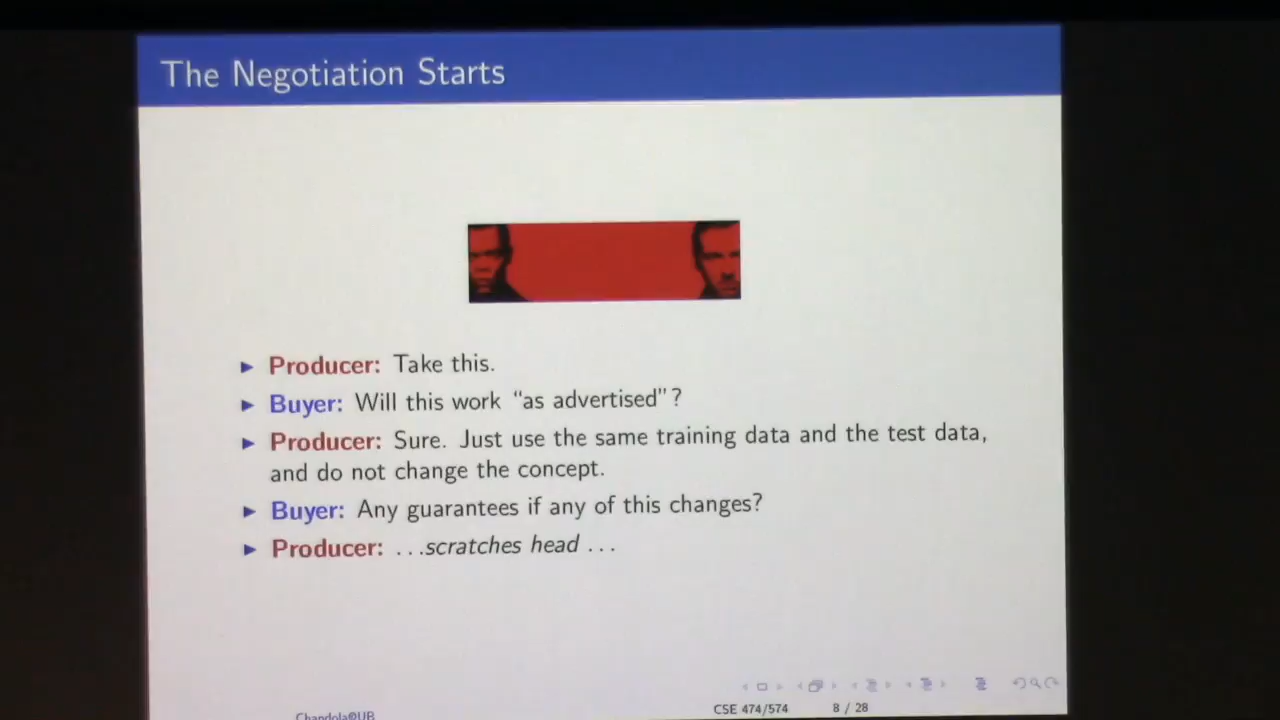 The Negotiation Starts
► Producer: Take this.
► Buyer: Will this work “as advertised”?
► Producer: Sure. Just use the same training data and the test data,
and do not change the concept.
► Buyer: Any guarantees if any of this changes?
► Producer: ...scratches head ...
Chandola@UB
CSE 474/574
8 / 28